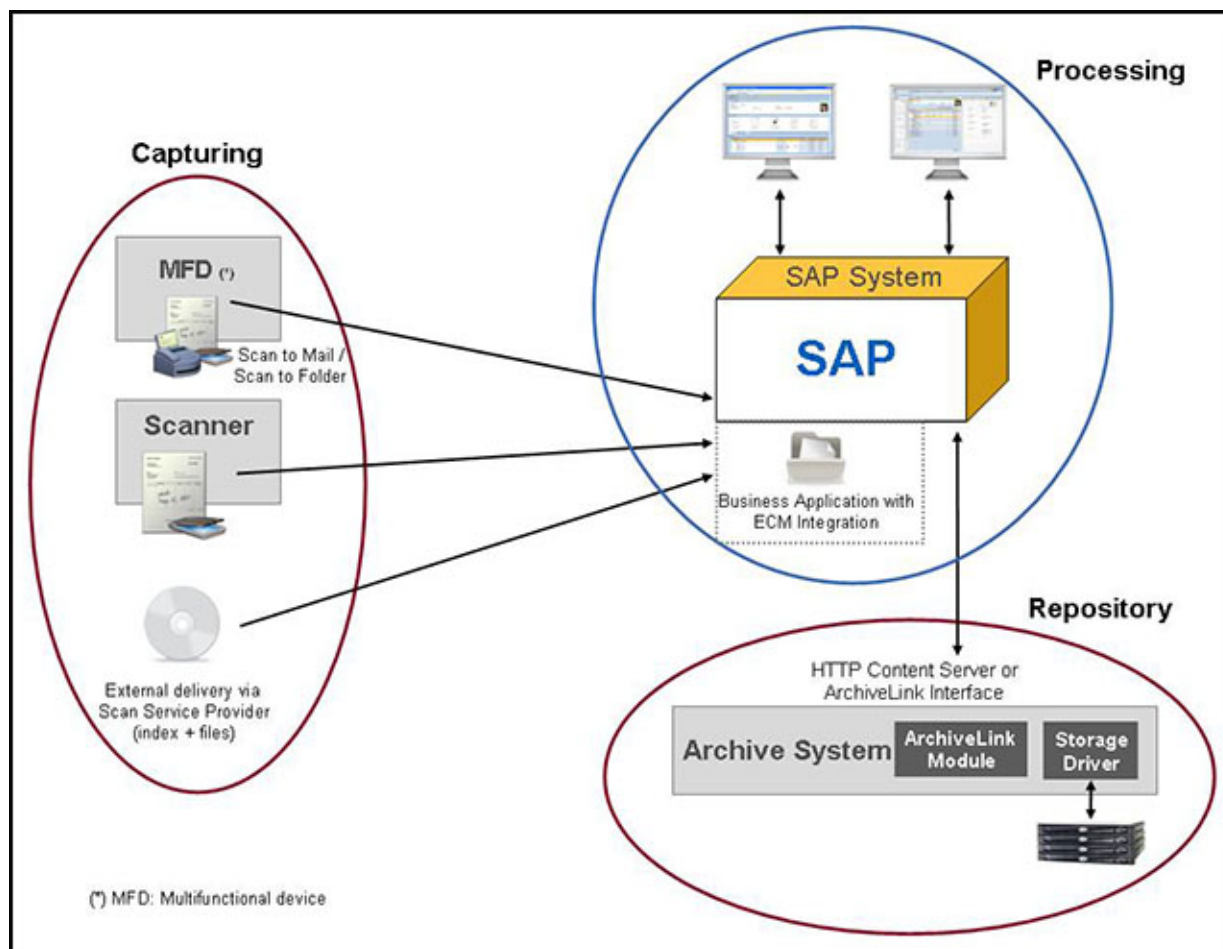 Processing
Capturing
MFD (*)
Scan to Mail /
Scan to Folder
Scanner
External delivery via
Scan Service Provider
(index + files)
SAP System
SAP
Business Application with
ECM Integration
Repository
HTTP Content Server or
ArchiveLink Interface
Archive System
ArchiveLink
Module
Storage
Driver
(*) MFD: Multifunctional device